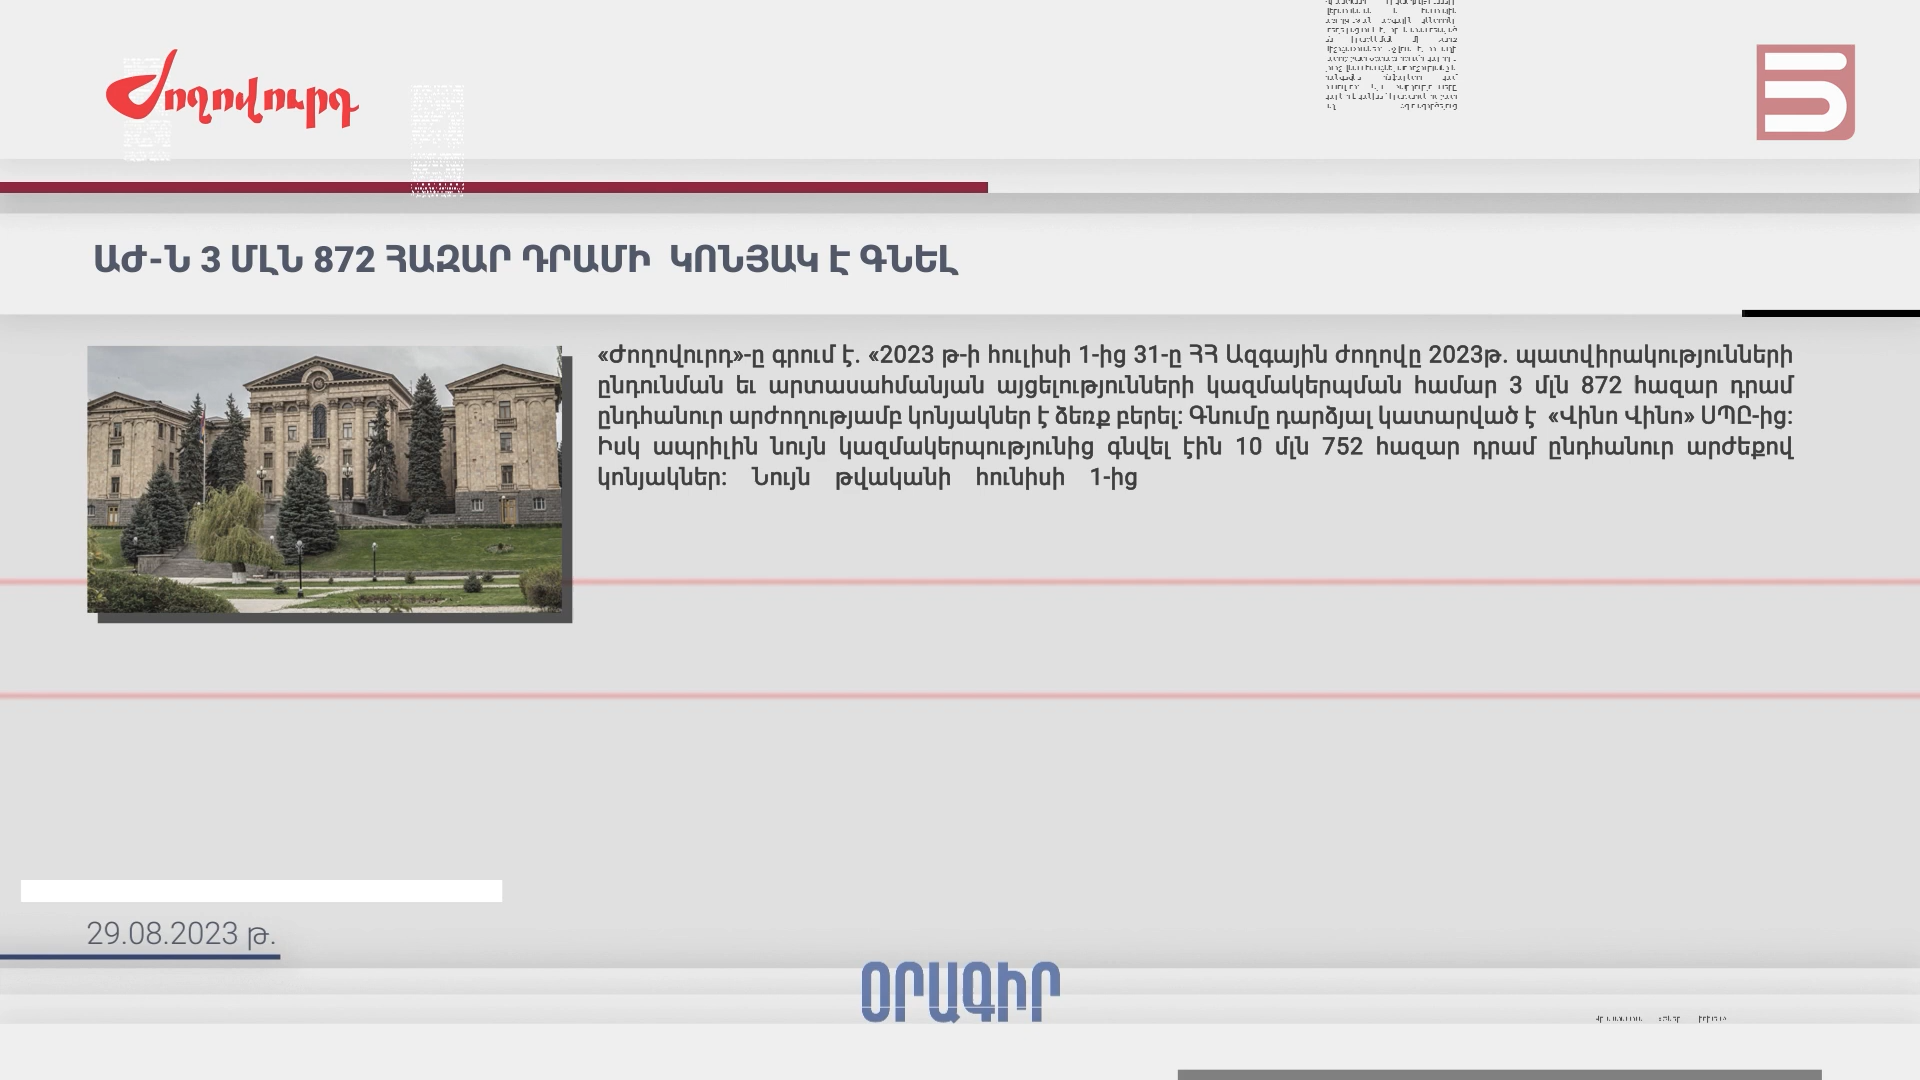 Ժողովուրդ
5
ԱԺ-Ն 3 ՄԼՆ 872 ՀԱԶԱՐ ԴՐԱՄԻ ԿՈՆՅԱԿ Է ԳՆԵԼ
«Ժողովուրդ»-ը գրում է. «2023 թ-ի հուլիսի 1-ից 31-ը ՀՀ Ազգային ժողովը 2023թ. պատվիրակությունների
ընդունման եւ արտասահմանյան այցելությունների կազմակերպման համար 3 մլն 872 հազար դրամ
ընդհանուր արժողությամբ կոնյակներ է ձեռք բերել: Գնումը դարձյալ կատարված է «Վինո Վինո» ՍՊԸ-ից:
Իսկ ապրիլին նույն կազմակերպությունից գնվել էին 10 մլն 752 հազար դրամ ընդհանուր արժեքով
կոնյակներ: Նույն թվականի հունիսի 1-ից
29.08.2023 թ.
ՕՐԱԳԻՐ